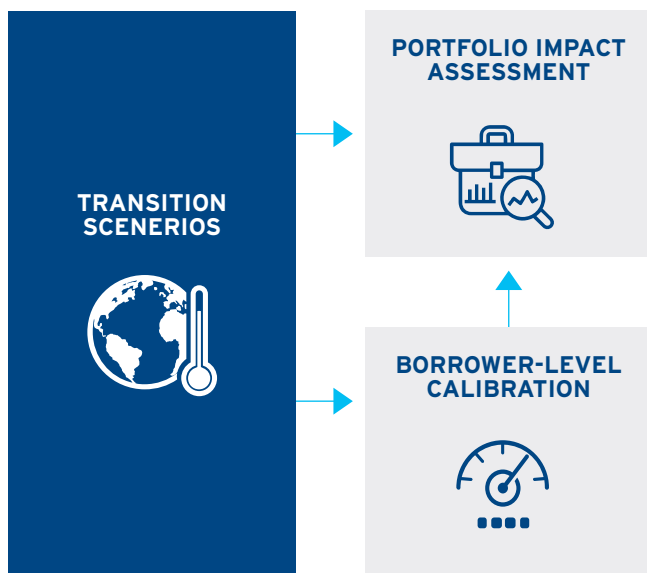 TRANSITION
SCENERIOS
PORTFOLIO IMPACT
ASSESSMENT
BORROWER-LEVEL
CALIBRATION